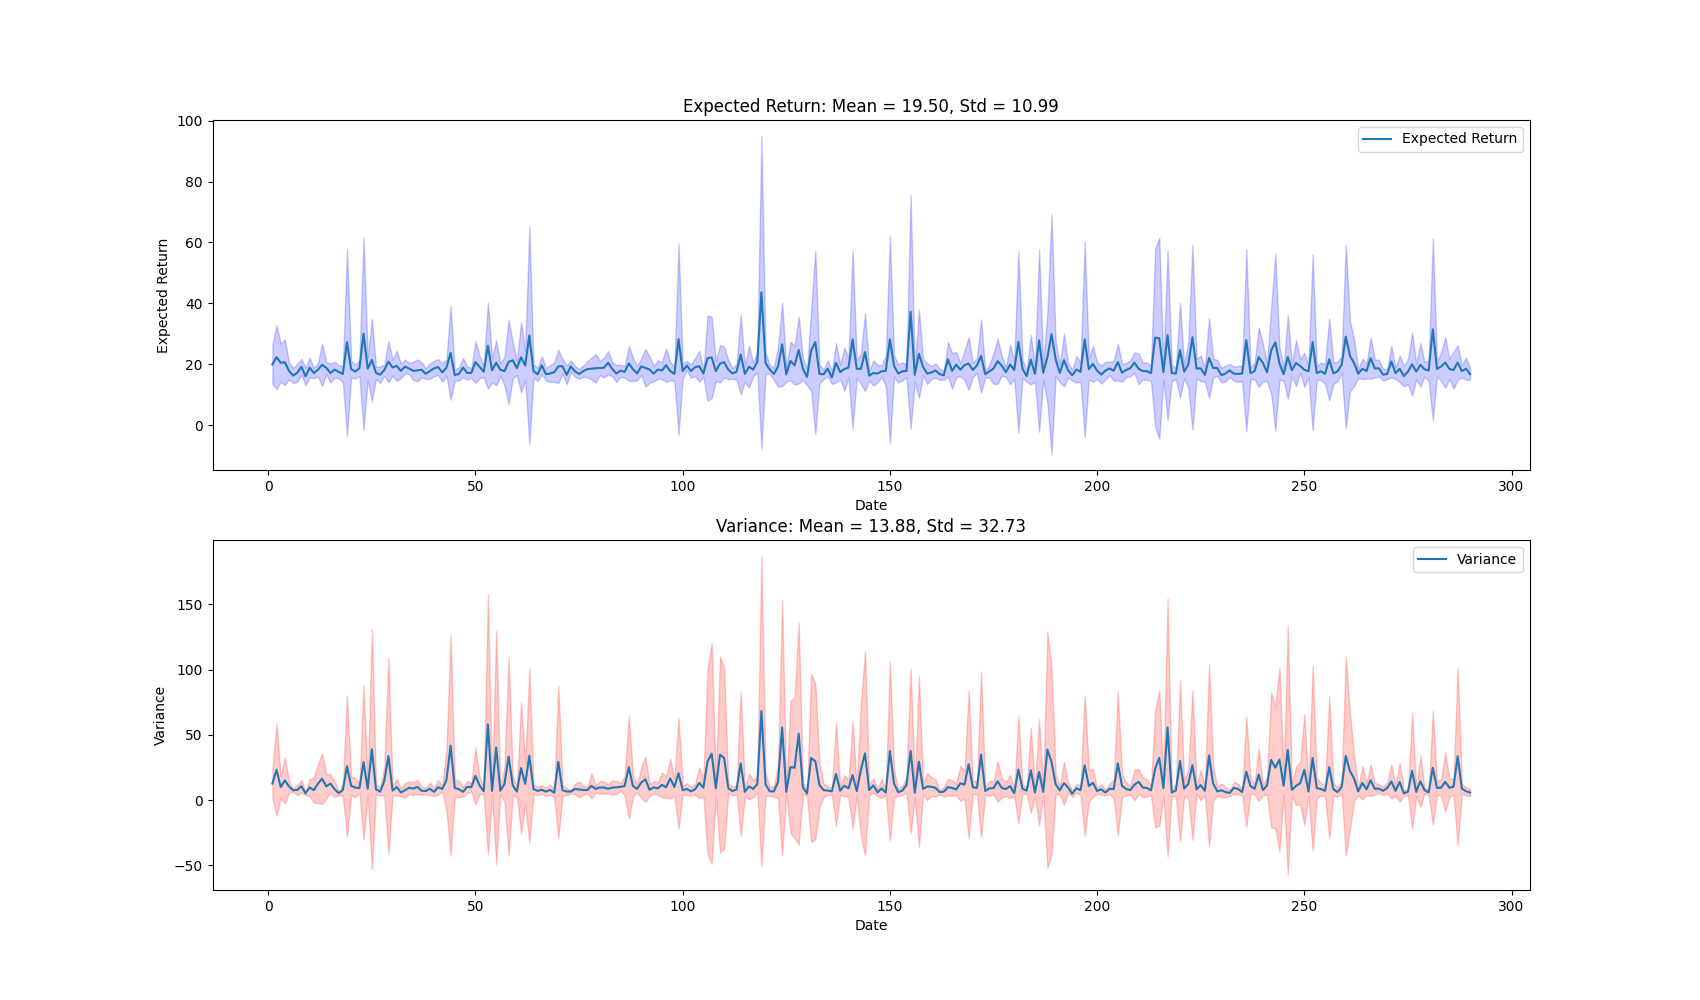 Expected Return: Mean = 19.50, Std = 10.99
100
80
60
40
20
0
Expected Return
Expected Return
0 50 100 150 200 250 300
Date
Variance: Mean = 13.88, Std = 32.73
150
100
50
0
−50
Variance
Variance
0 50 100 150 200 250 300
Date